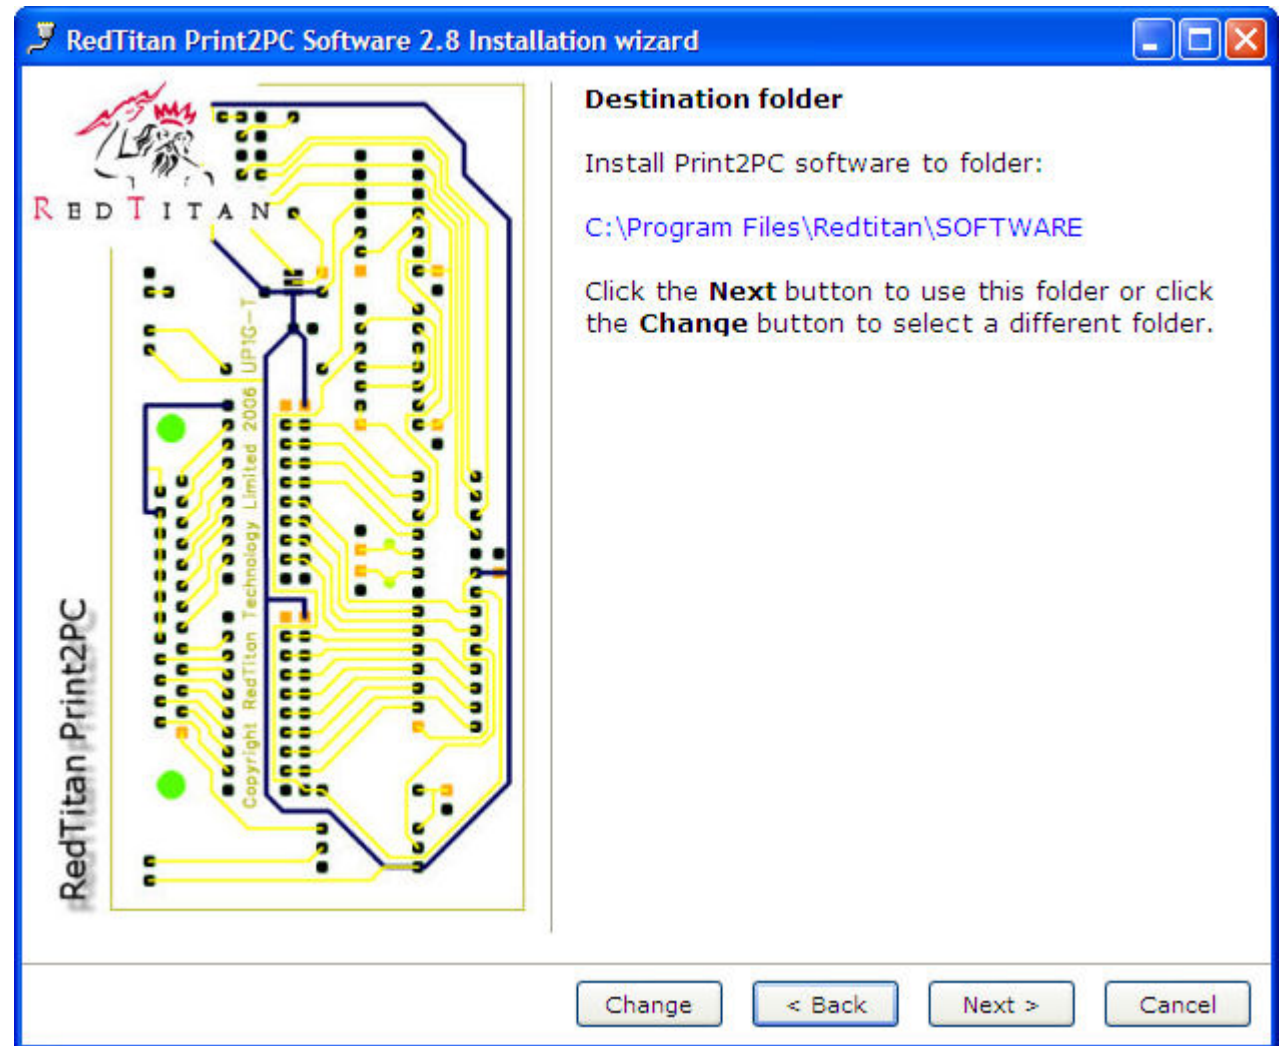 RedTitan Print2PC Software 2.8 Installation wizard
REDTITAN
Copyright RedTitan Technology Limited 2006 UP1G-T
RedTitan Print2PC
Destination folder
Install Print2PC software to folder:
C:\Program Files\Redtitan\SOFTWARE
Click the Next button to use this folder or click
the Change button to select a different folder.
Change
< Back
Next >
Cancel